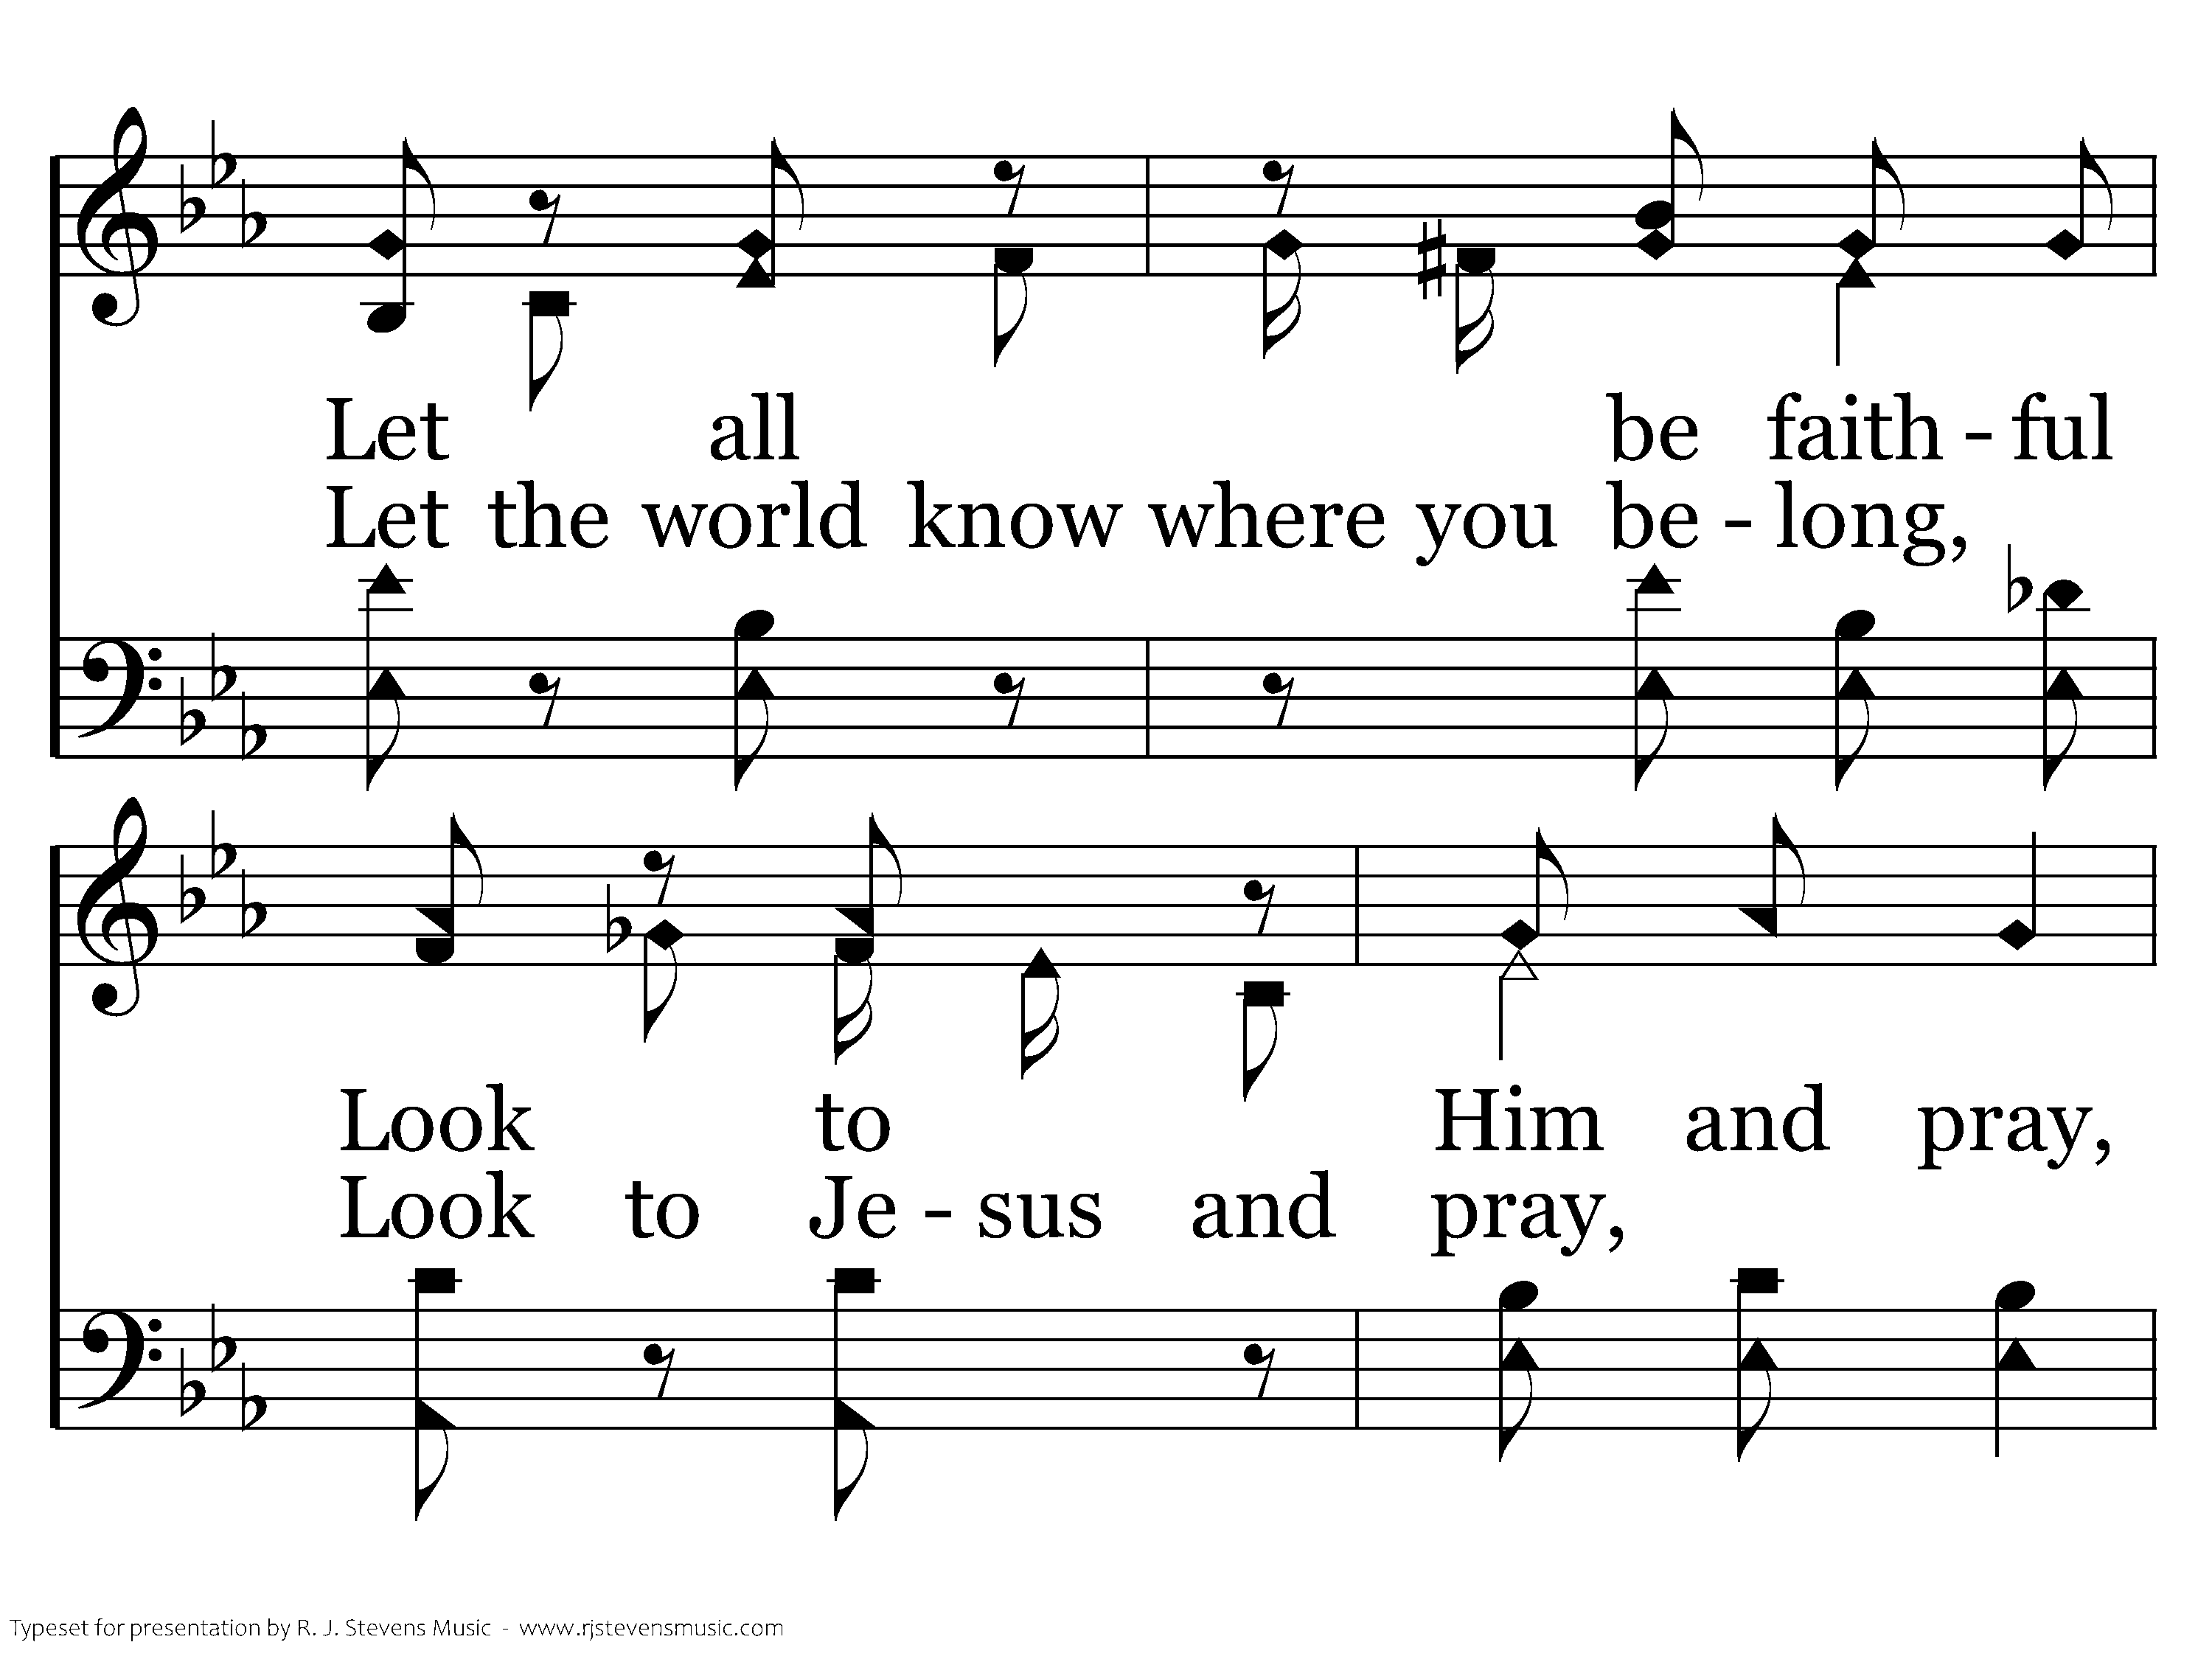 Let all be faith - ful
Let the world know where you be - long,
Look to Him and pray,
Look to Je - sus and pray,
Typeset for presentation by R. J. Stevens Music - www.rjstevensmusic.com